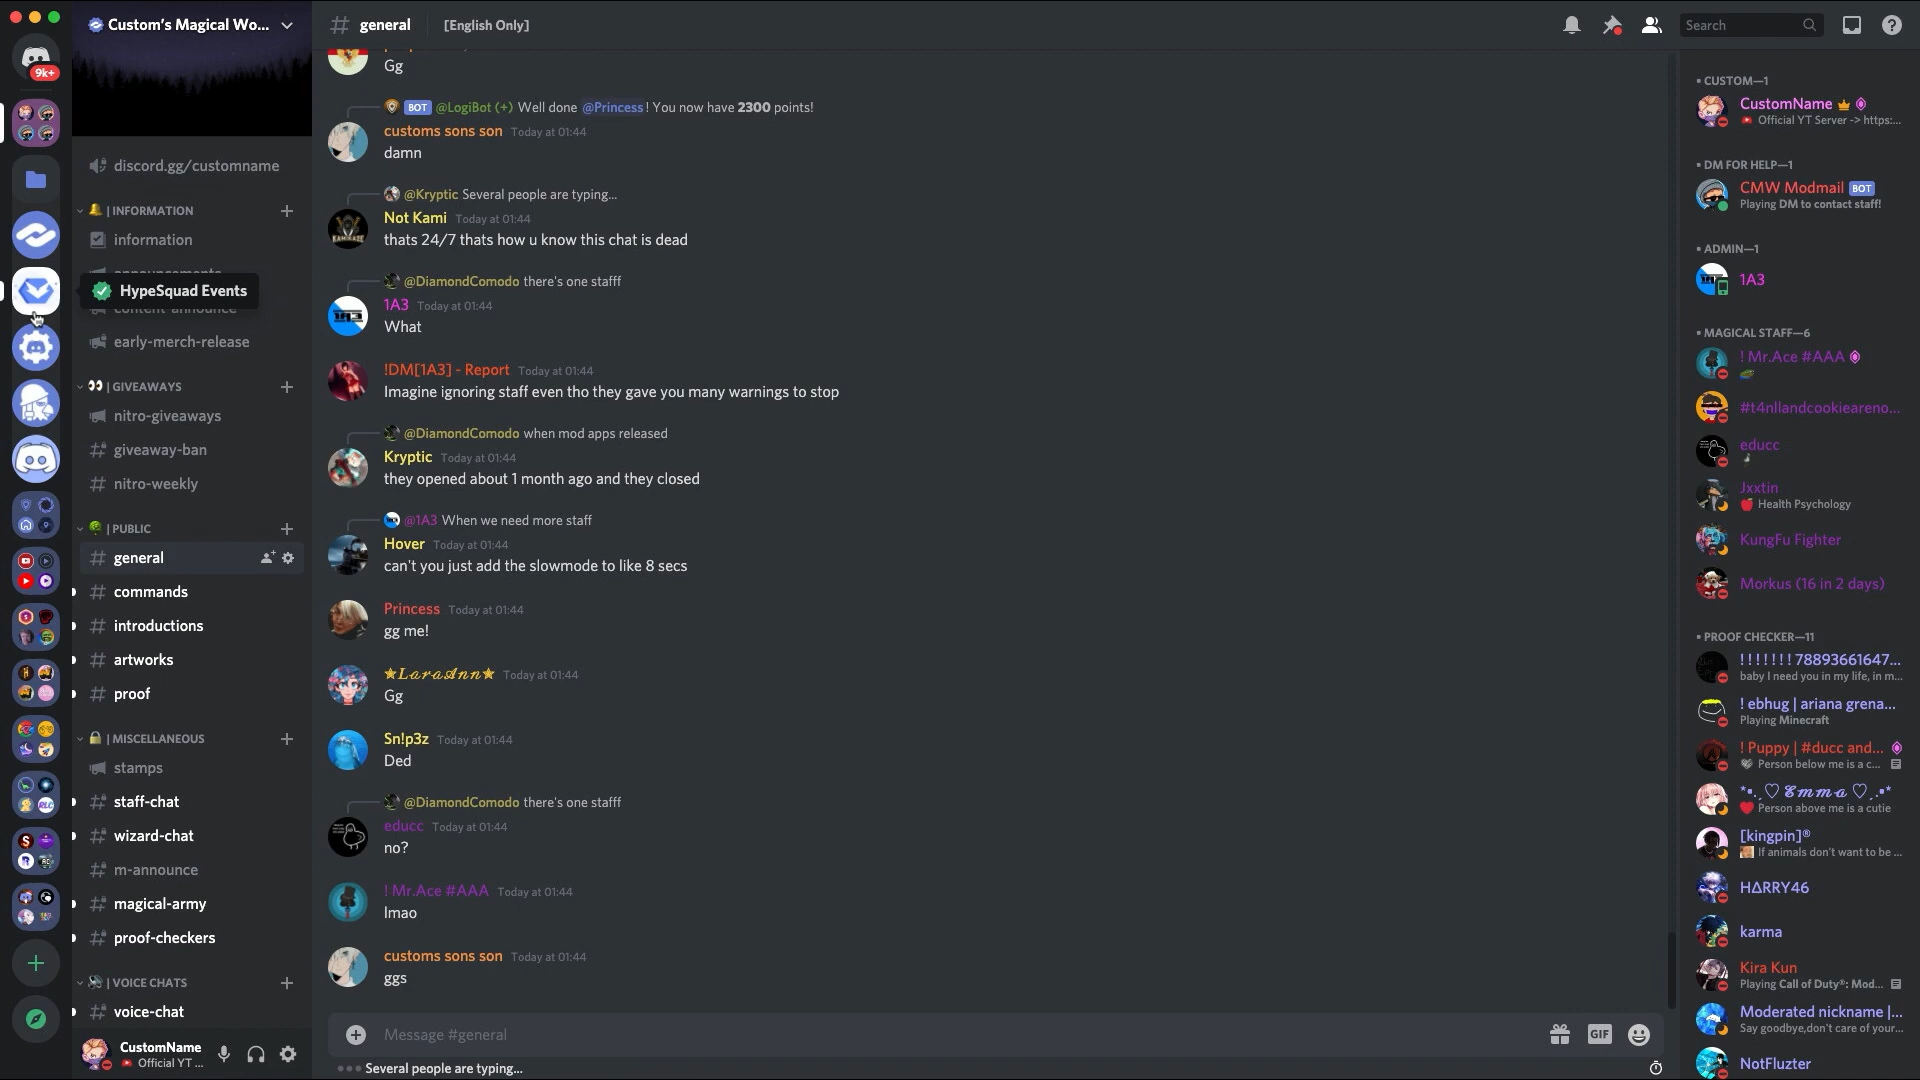 9k+
Custom's Magical Wo...
discord.gg/customname
| INFORMATION
information
HypeSquad Events
early-merch-release
| GIVEAWAYS
nitro-giveaways
giveaway-ban
nitro-weekly
| PUBLIC
general
commands
introductions
artworks
proof
| MISCELLANEOUS
stamps
staff-chat
wizard-chat
m-announce
magical-army
proof-checkers
| VOICE CHATS
voice-chat
CustomName
Official YT ...
general
[English Only]
Search
Gg
BOT @LogiBot (+) Well done @Princess! You now have 2300 points!
customs sons son Today at 01:44
damn
@Kryptic Several people are typing...
Not Kami Today at 01:44
thats 24/7 thats how u know this chat is dead
@DiamondComodo there's one stafff
1A3 Today at 01:44
What
!DM[1A3] - Report Today at 01:44
Imagine ignoring staff even tho they gave you many warnings to stop
@DiamondComodo when mod apps released
Kryptic Today at 01:44
they opened about 1 month ago and they closed
@1A3 When we need more staff
Hover Today at 01:44
can't you just add the slowmode to like 8 secs
Princess Today at 01:44
gg me!
★𝓛𝓪𝓻𝓪𝓐𝓷𝓷★ Today at 01:44
Gg
Sn!p3z Today at 01:44
Ded
@DiamondComodo there's one stafff
educc Today at 01:44
no?
! Mr.Ace #AAA Today at 01:44
lmao
customs sons son Today at 01:44
ggs
Message #general
GIF
Several people are typing...
• CUSTOM—1
CustomName
Official YT Server -> https:...
• DM FOR HELP—1
CMW Modmail BOT
Playing DM to contact staff!
• ADMIN—1
1A3
• MAGICAL STAFF—6
! Mr.Ace #AAA
#t4nllandcookieareno...
educc
Jxxtin
Health Psychology
KungFu Fighter
Morkus (16 in 2 days)
• PROOF CHECKER—11
! ! ! ! ! ! ! 78893661647...
baby I need you in my life, in m...
! ebhug | ariana grena...
Playing Minecraft
! Puppy | #ducc and...
Person below me is a c...
*•.¸♡ 𝓔𝓶𝓶𝓪 ♡¸.•*
Person above me is a cutie
[kingpin]®
If animals don't want to be ...
HΔRRY46
karma
Kira Kun
Playing Call of Duty®: Mod...
Moderated nickname |...
Say goodbye,don't care of your...
NotFluzter